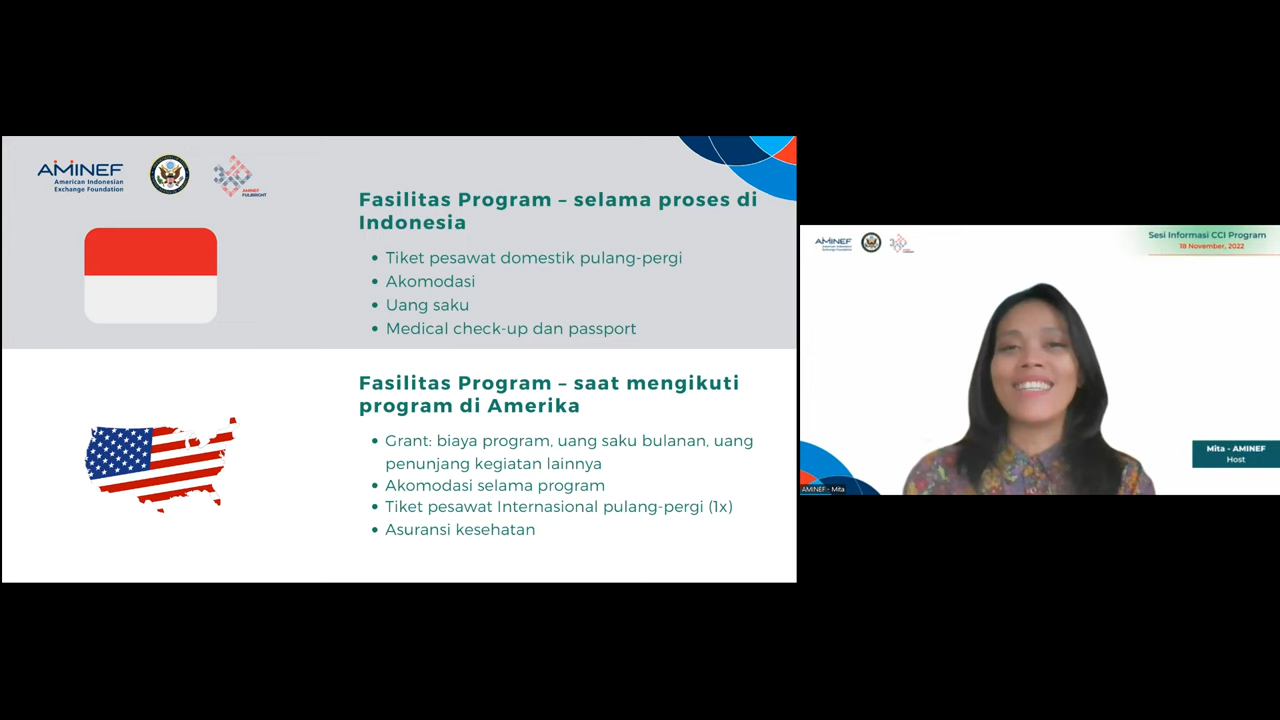 AMINEF
American Indonesian
Exchange Foundation
AMINEF
FULBRIGHT
Fasilitas Program – selama proses di
Indonesia
• Tiket pesawat domestik pulang-pergi
• Akomodasi
• Uang saku
• Medical check-up dan passport
Fasilitas Program – saat mengikuti
program di Amerika
• Grant: biaya program, uang saku bulanan, uang
penunjang kegiatan lainnya
• Akomodasi selama program
• Tiket pesawat Internasional pulang-pergi (1x)
• Asuransi kesehatan
AMINEF
American Indonesian
Exchange Foundation
Sesi Informasi CCI Program
18 November, 2022
Mita - AMINEF
Host
AMINEF - Mita